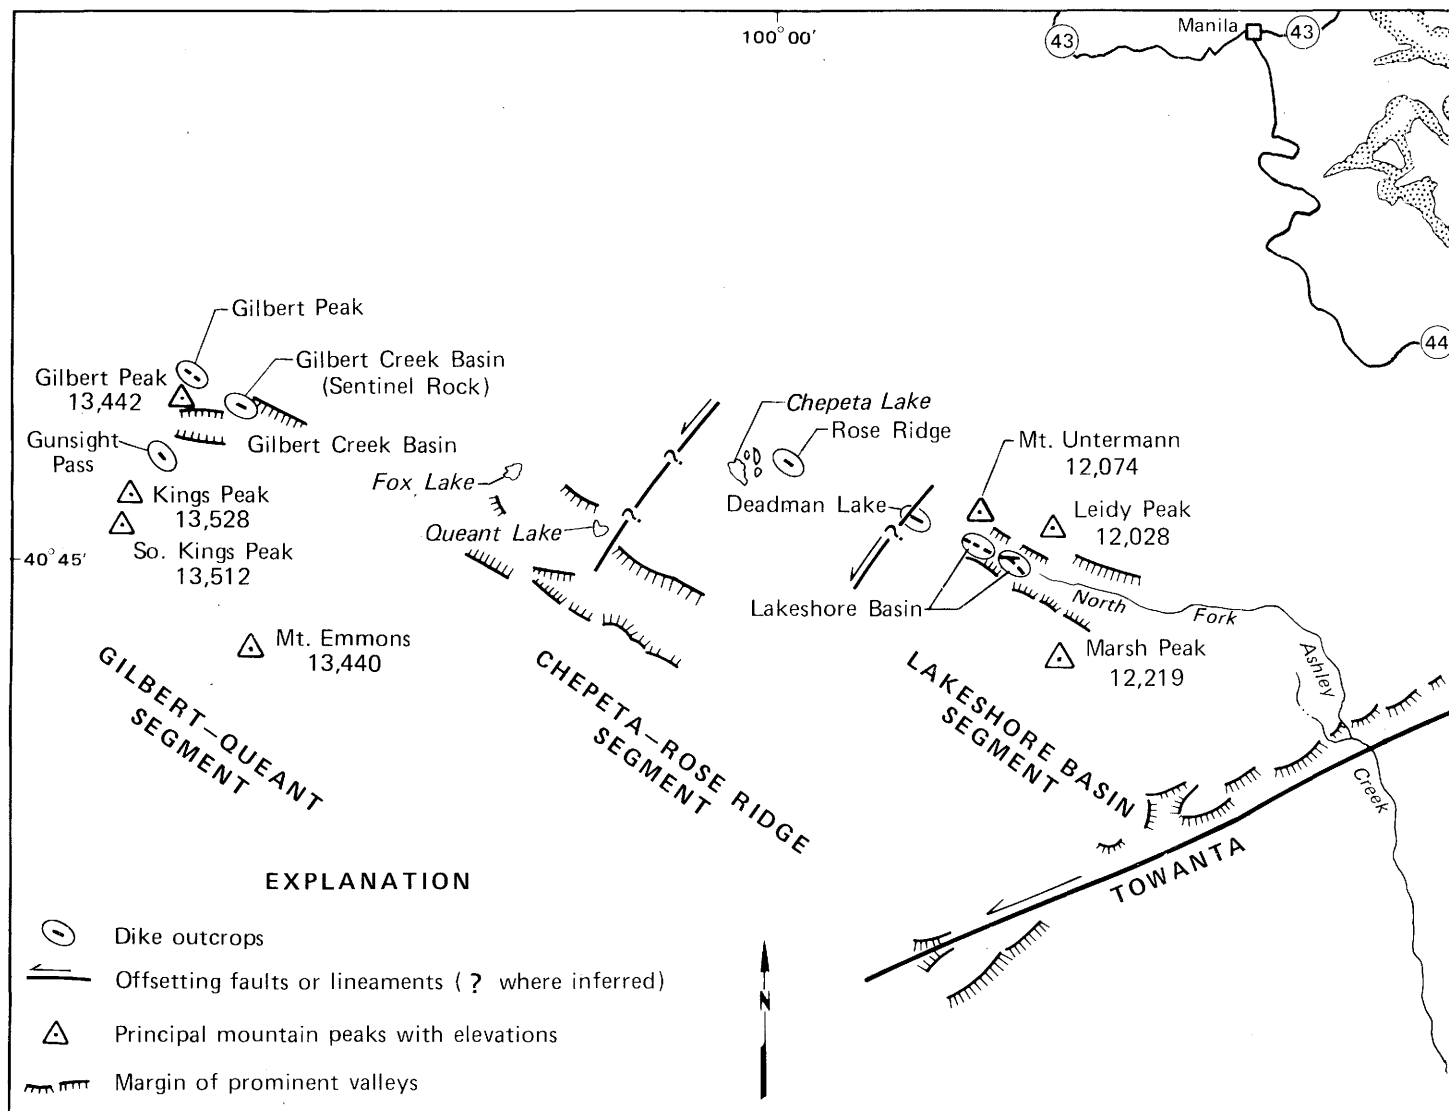 100°00'
Manila
43
43
44
Gilbert Peak
Gilbert Creek Basin
(Sentinel Rock)
Gilbert Peak
13,442
Gunsight
Pass
Gilbert Creek Basin
Kings Peak
13,528
So. Kings Peak
13,512
40°45'
Mt. Emmons
13,440
Fox Lake
Queant Lake
?
?
Chepeta Lake
Rose Ridge
Deadman Lake
?
Mt. Untermann
12,074
Leidy Peak
12,028
Lakeshore Basin
North
Fork
Ashley
Creek
Marsh Peak
12,219
GILBERT–QUEANT
SEGMENT
CHEPETA–ROSE RIDGE
SEGMENT
LAKESHORE BASIN
SEGMENT
TOWANTA
EXPLANATION
Dike outcrops
Offsetting faults or lineaments (? where inferred)
Principal mountain peaks with elevations
Margin of prominent valleys
N